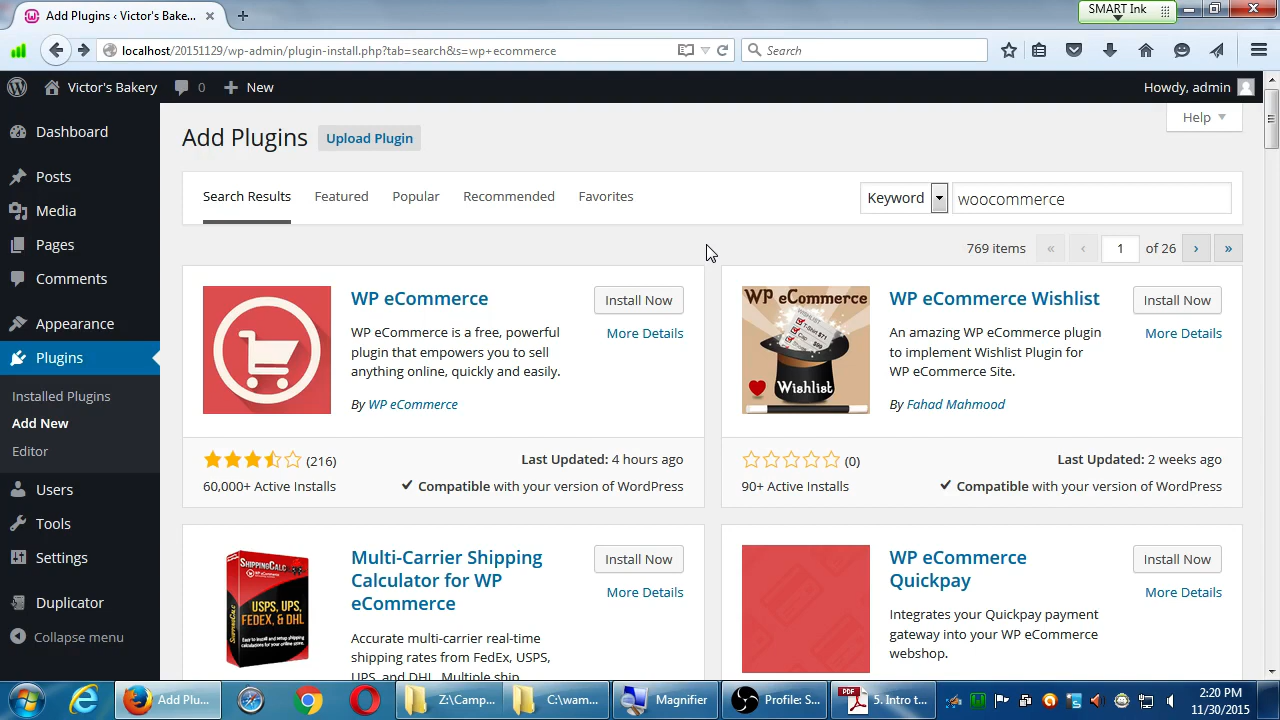 Add Plugins ‹ Victor's Bake...
SMART Ink
localhost/20151129/wp-admin/plugin-install.php?tab=search&s=wp+ecommerce
Search
Victor's Bakery
0
New
Howdy, admin
Dashboard
Posts
Media
Pages
Comments
Appearance
Plugins
Installed Plugins
Add New
Editor
Users
Tools
Settings
Duplicator
Collapse menu
Add Plugins
Upload Plugin
Help
Search Results
Featured
Popular
Recommended
Favorites
Keyword
woocommerce
769 items
«
‹
1
of 26
›
»
WP eCommerce
Install Now
More Details
WP eCommerce is a free, powerful
plugin that empowers you to sell
anything online, quickly and easily.
By WP eCommerce
(216)
Last Updated: 4 hours ago
60,000+ Active Installs
Compatible with your version of WordPress
WP eCommerce
WISHLIST
Wishlist
WP eCommerce Wishlist
Install Now
More Details
An amazing WP eCommerce plugin
to implement Wishlist Plugin for
WP eCommerce Site.
By Fahad Mahmood
(0)
Last Updated: 2 weeks ago
90+ Active Installs
Compatible with your version of WordPress
SHIPPINGCALC
WP eCommerce
USPS, UPS,
FEDEX, & DHL
Multi-Carrier Shipping
Calculator for WP
eCommerce
Install Now
More Details
Accurate multi-carrier real-time
shipping rates from FedEx, USPS,
UPS, and DHL. Multiple ship
WP eCommerce
Quickpay
Install Now
More Details
Integrates your Quickpay payment
gateway into your WP eCommerce
webshop.
Add Plu...
Z:\Camp...
C:\wam...
Magnifier
Profile: S...
PDF
5. Intro t...
2:20 PM
11/30/2015